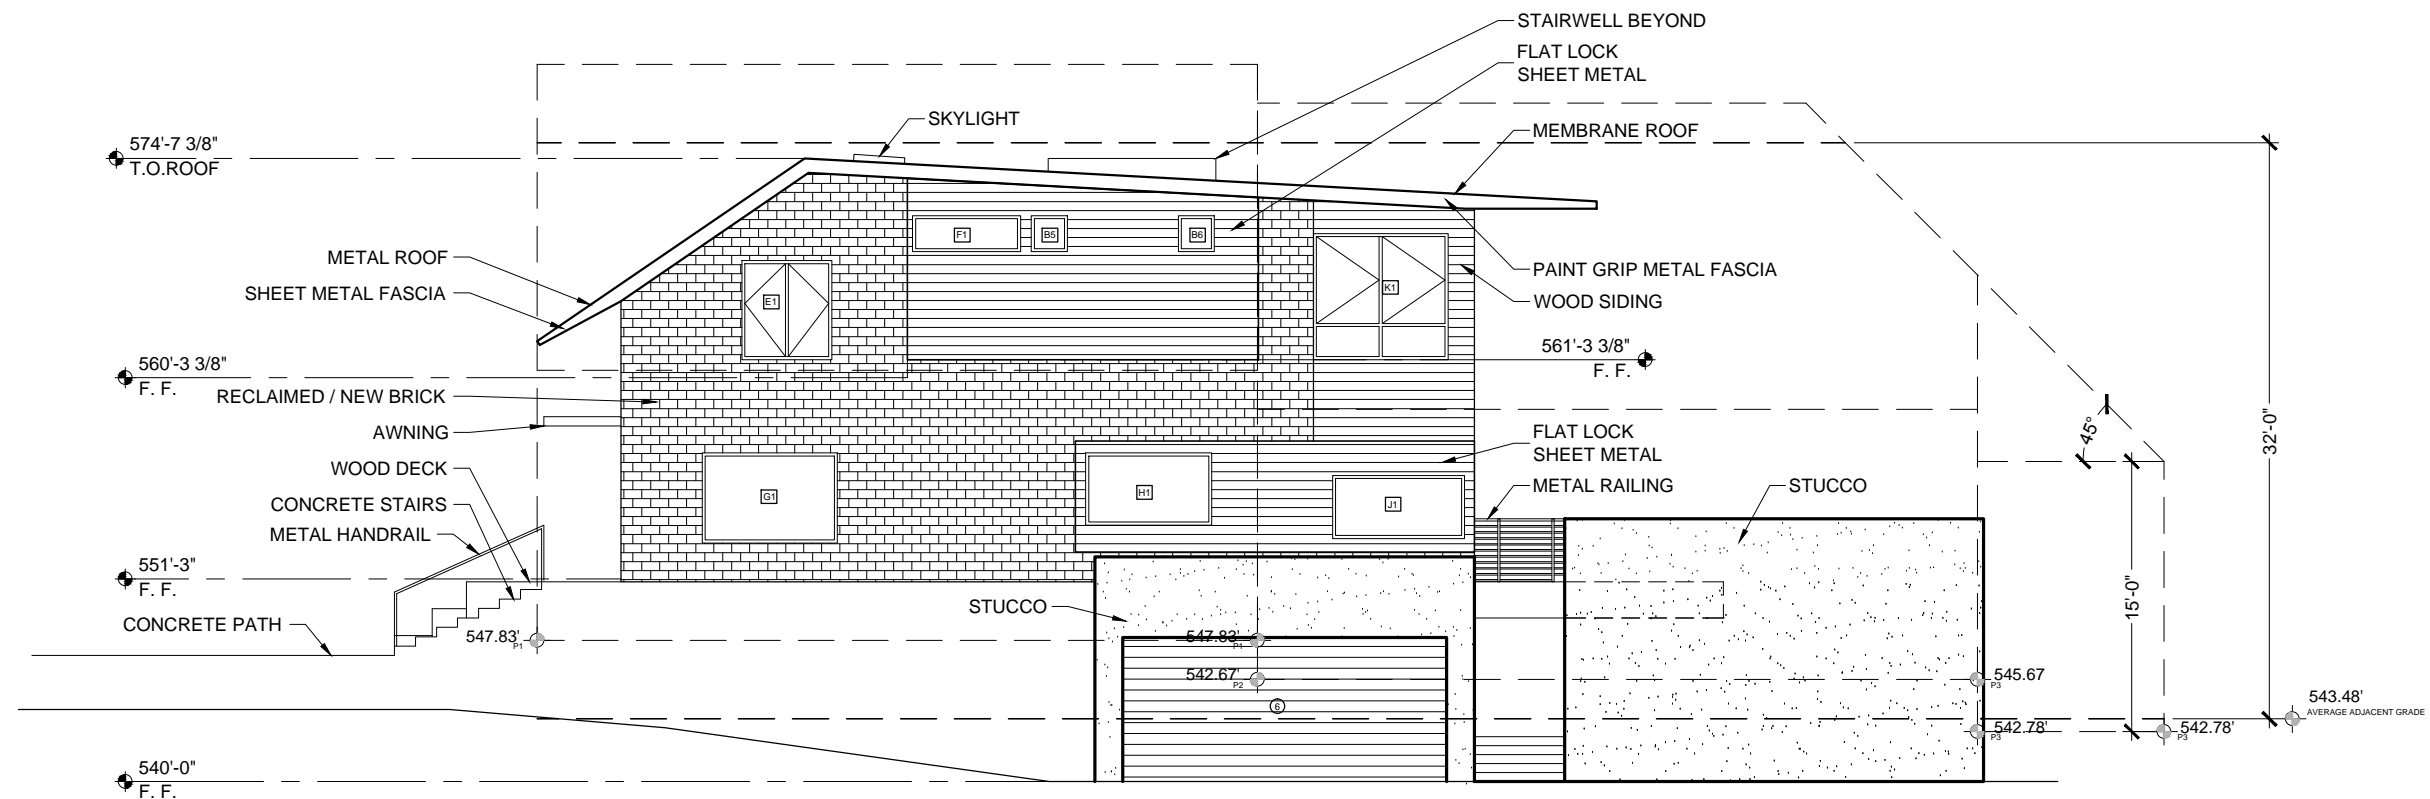 STAIRWELL BEYOND
FLAT LOCK
SHEET METAL
SKYLIGHT
MEMBRANE ROOF
574'-7 3/8"
T.O.ROOF
METAL ROOF
SHEET METAL FASCIA
F1
B5
B6
E1
K1
PAINT GRIP METAL FASCIA
WOOD SIDING
560'-3 3/8"
F. F.
561'-3 3/8"
F. F.
RECLAIMED / NEW BRICK
AWNING
WOOD DECK
CONCRETE STAIRS
METAL HANDRAIL
G1
H1
J1
FLAT LOCK
SHEET METAL
METAL RAILING
STUCCO
45°
32'-0"
15'-0"
551'-3"
F. F.
CONCRETE PATH
STUCCO
547.83'
P1
547.83'
P1
542.67'
P2
545.67
P3
6
542.78'
P3
542.78'
P3
543.48'
AVERAGE ADJACENT GRADE
540'-0"
F. F.